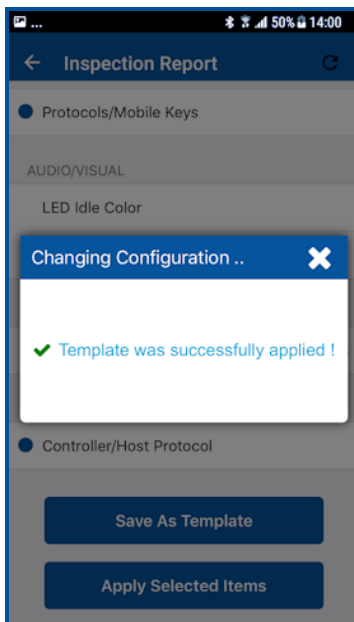 ... 50% 14:00
Inspection Report
Protocols/Mobile Keys
AUDIO/VISUAL
LED Idle Color
Changing Configuration ..
Template was successfully applied !
Controller/Host Protocol
Save As Template
Apply Selected Items